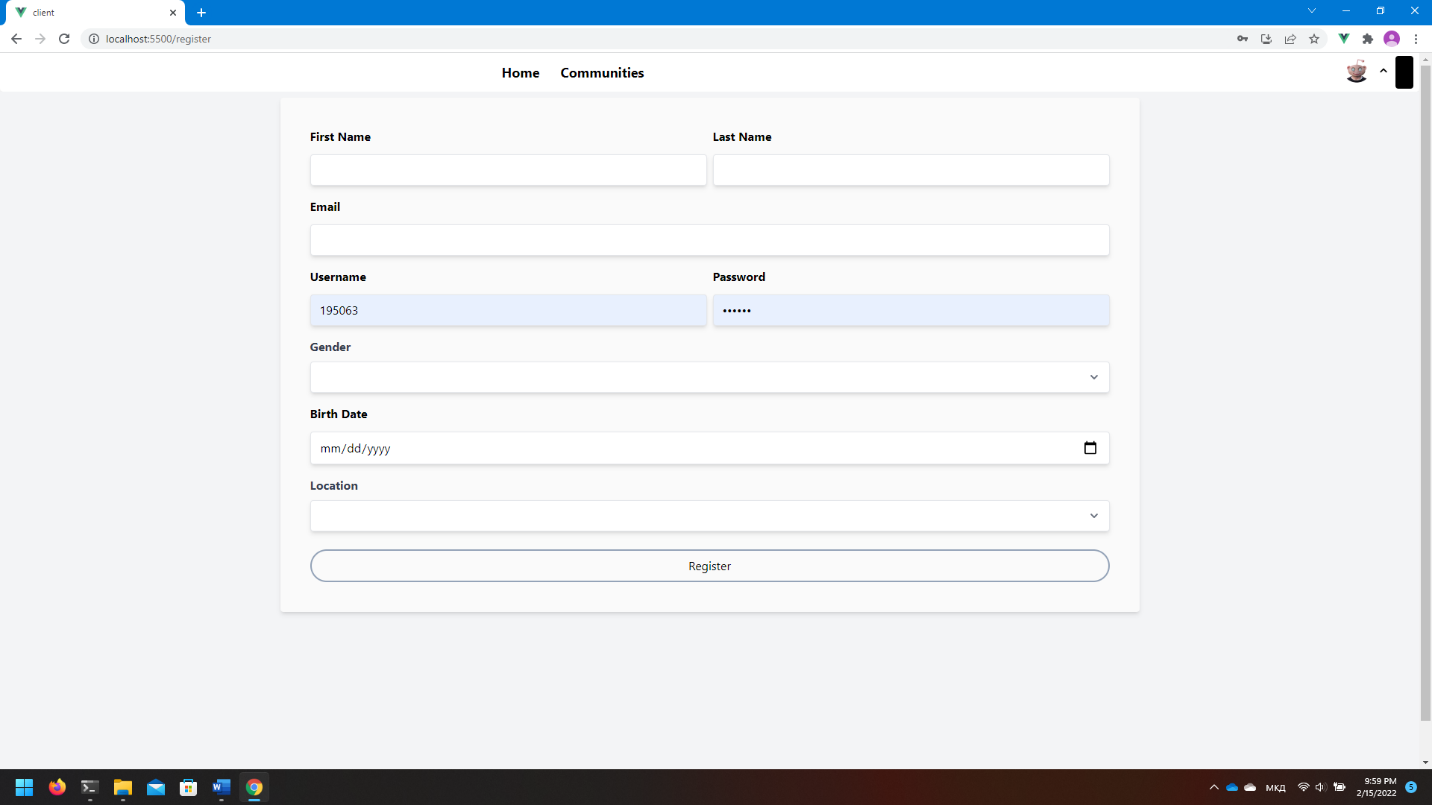 client
localhost:5500/register
Home Communities
First Name Last Name
Email
Username Password
195063 ••••••
Gender
Birth Date
mm/dd/yyyy
Location
Register
МКД
9:59 PM
2/15/2022
5